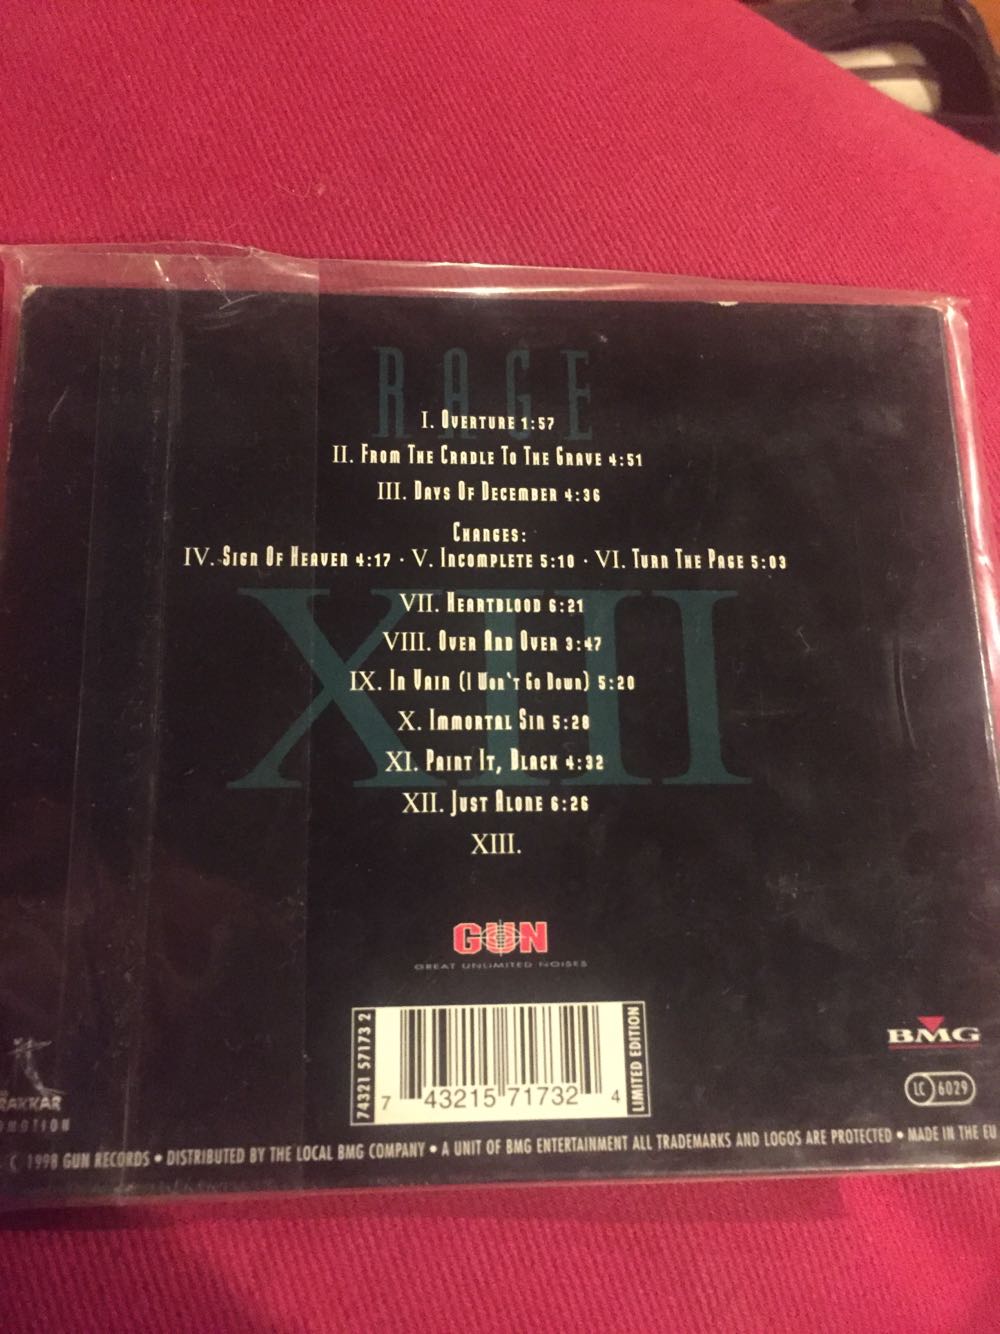 RAGE
I. OVERTURE 1:57
II. FROM THE CRADLE TO THE GRAVE 4:51
III. DAYS OF DECEMBER 4:36
CHANGES:
IV. SIGN OF HEAVEN 4:17 · V. INCOMPLETE 5:10 · VI. TURN THE PAGE 5:03
VII. HEARTBLOOD 6:21
VIII. OVER AND OVER 3:47
IX. IN VAIN (I WON'T GO DOWN) 5:20
X. IMMORTAL SIN 5:28
XI. PAINT IT, BLACK 4:32
XII. JUST ALONE 6:26
XIII.
XIII
GUN
GREAT UNLIMITED NOISES
74321 57173 2
7 43215 71732 4
LIMITED EDITION
BMG
LC 6029
C 1998 GUN RECORDS • DISTRIBUTED BY THE LOCAL BMG COMPANY • A UNIT OF BMG ENTERTAINMENT ALL TRADEMARKS AND LOGOS ARE PROTECTED • MADE IN THE EU